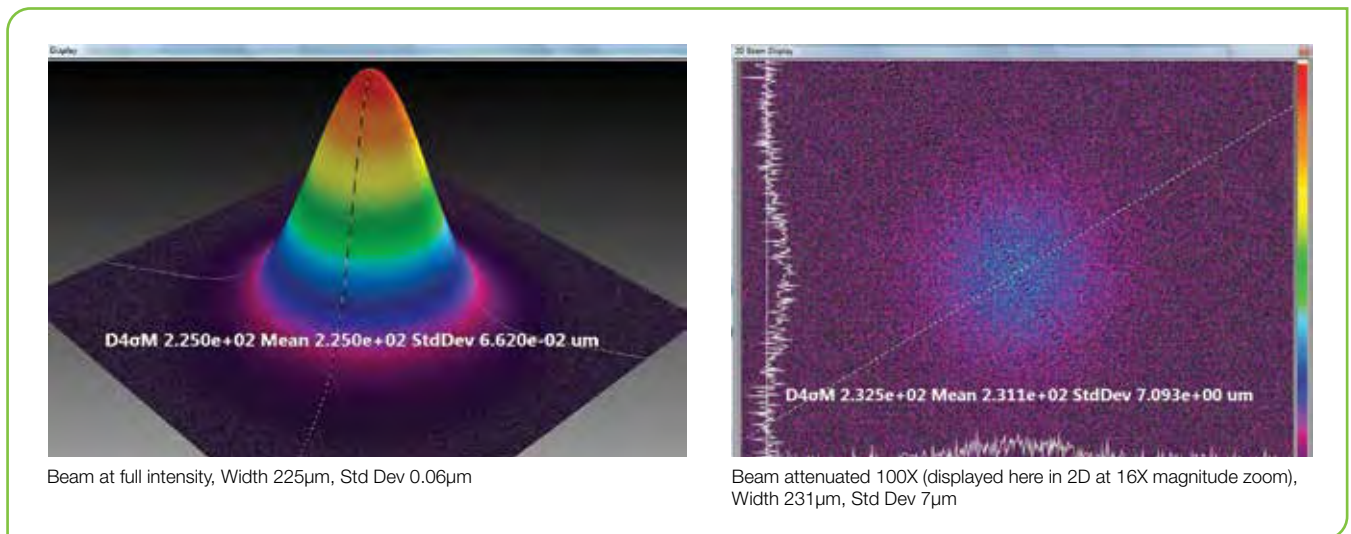 Display
D4σM 2.250e+02 Mean 2.250e+02 StdDev 6.620e-02 um
Beam at full intensity, Width 225µm, Std Dev 0.06µm
2D Beam Display
D4σM 2.325e+02 Mean 2.311e+02 StdDev 7.093e+00 um
Beam attenuated 100X (displayed here in 2D at 16X magnitude zoom),
Width 231µm, Std Dev 7µm